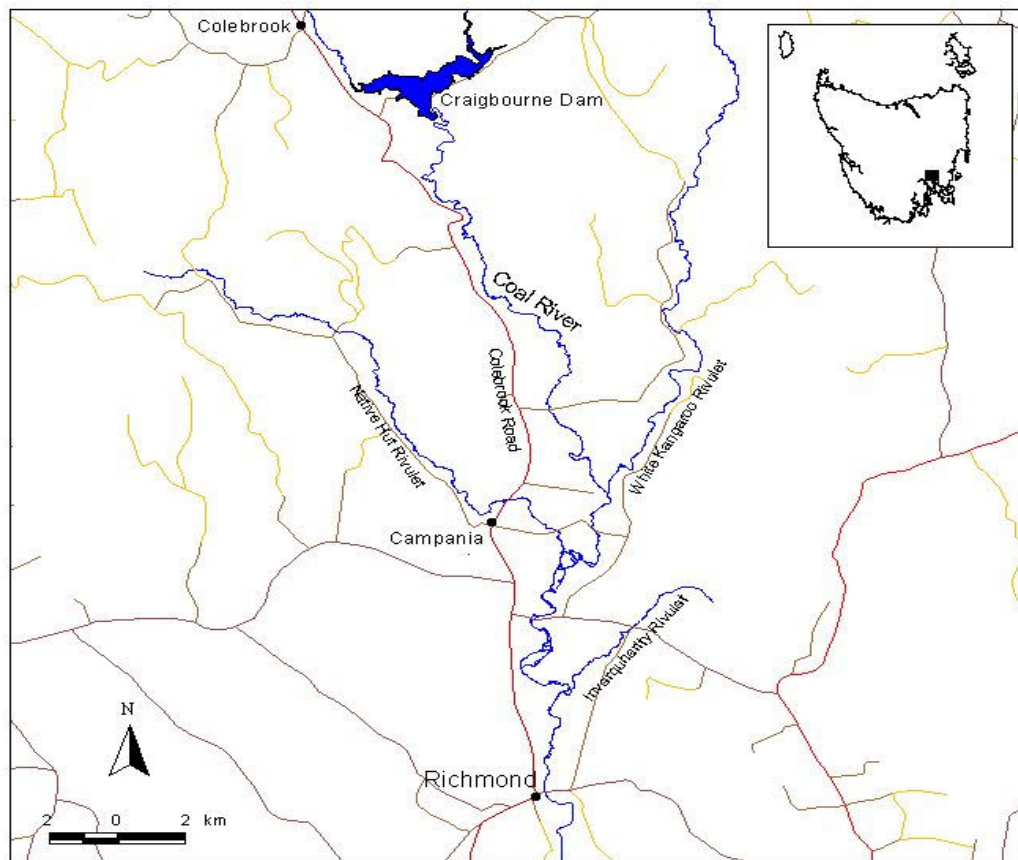 Colebrook
Craigbourne Dam
Coal River
Colebrook Road
Native Hut Rivulet
White Kangaroo Rivulet
Campania
Inverquharity Rivulet
N
Richmond
2 0 2 km